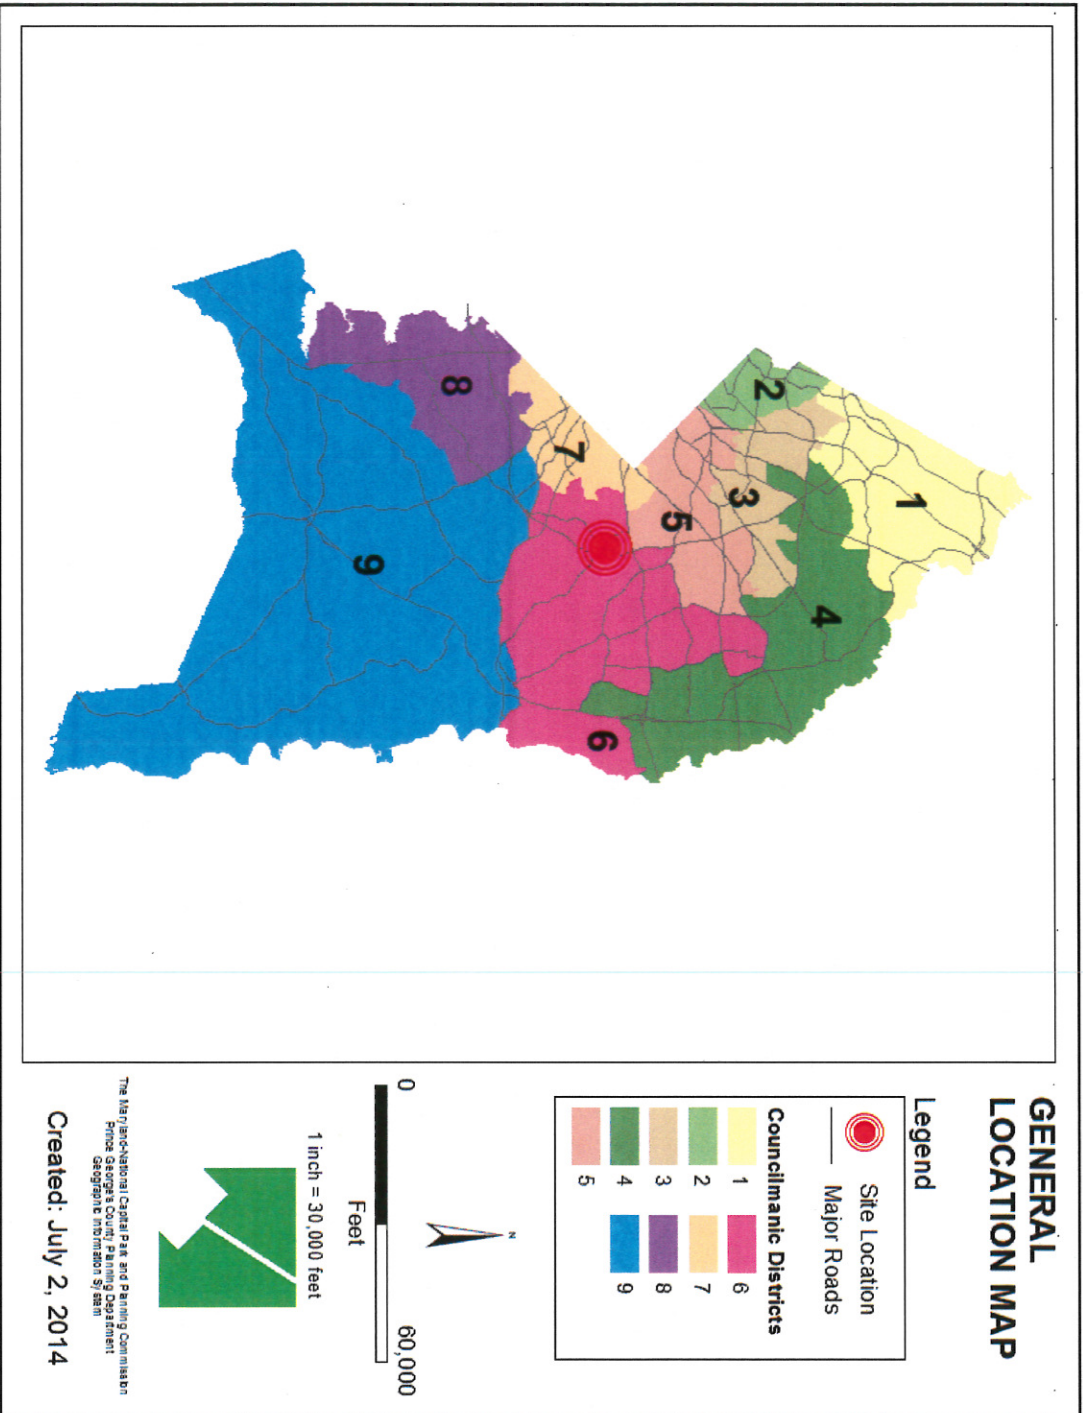 GENERAL
LOCATION MAP
Legend
Site Location
Major Roads
Councilmanic Districts
1
2
3
4
5
6
7
8
9
0
60,000
Feet
1 inch = 30,000 feet
The Maryland-National Capital Park and Planning Commission
Prince George's County Planning Department
Geographic Information System
Created: July 2, 2014
N
1
2
3
4
5
6
7
8
9